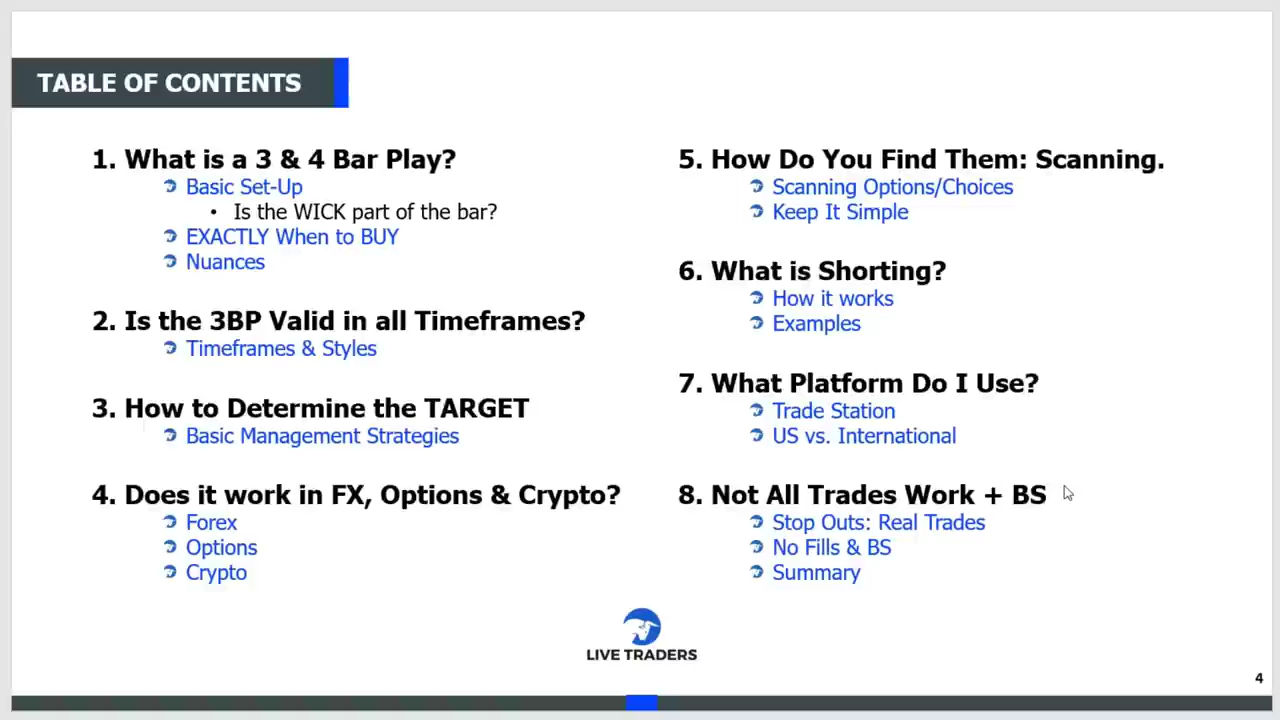 TABLE OF CONTENTS
1. What is a 3 & 4 Bar Play?
Basic Set-Up
• Is the WICK part of the bar?
EXACTLY When to BUY
Nuances
2. Is the 3BP Valid in all Timeframes?
Timeframes & Styles
3. How to Determine the TARGET
Basic Management Strategies
4. Does it work in FX, Options & Crypto?
Forex
Options
Crypto
5. How Do You Find Them: Scanning.
Scanning Options/Choices
Keep It Simple
6. What is Shorting?
How it works
Examples
7. What Platform Do I Use?
Trade Station
US vs. International
8. Not All Trades Work + BS
Stop Outs: Real Trades
No Fills & BS
Summary
LIVE TRADERS
4